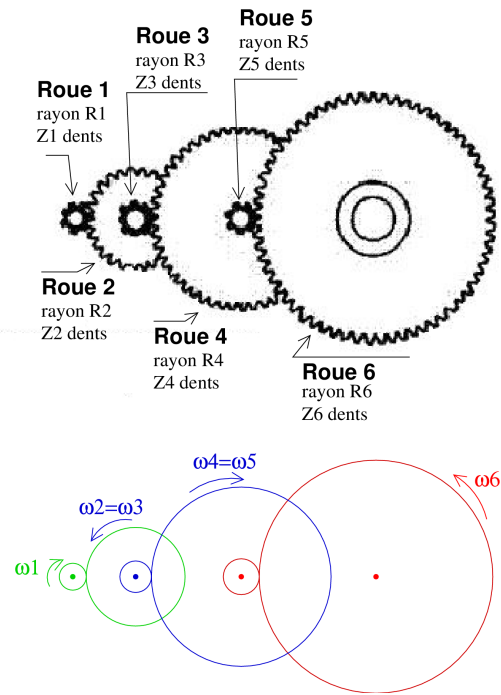 Roue 5
rayon R5
Z5 dents
Roue 3
rayon R3
Z3 dents
Roue 1
rayon R1
Z1 dents
Roue 2
rayon R2
Z2 dents
Roue 4
rayon R4
Z4 dents
Roue 6
rayon R6
Z6 dents
ω4=ω5
ω6
ω2=ω3
ω1